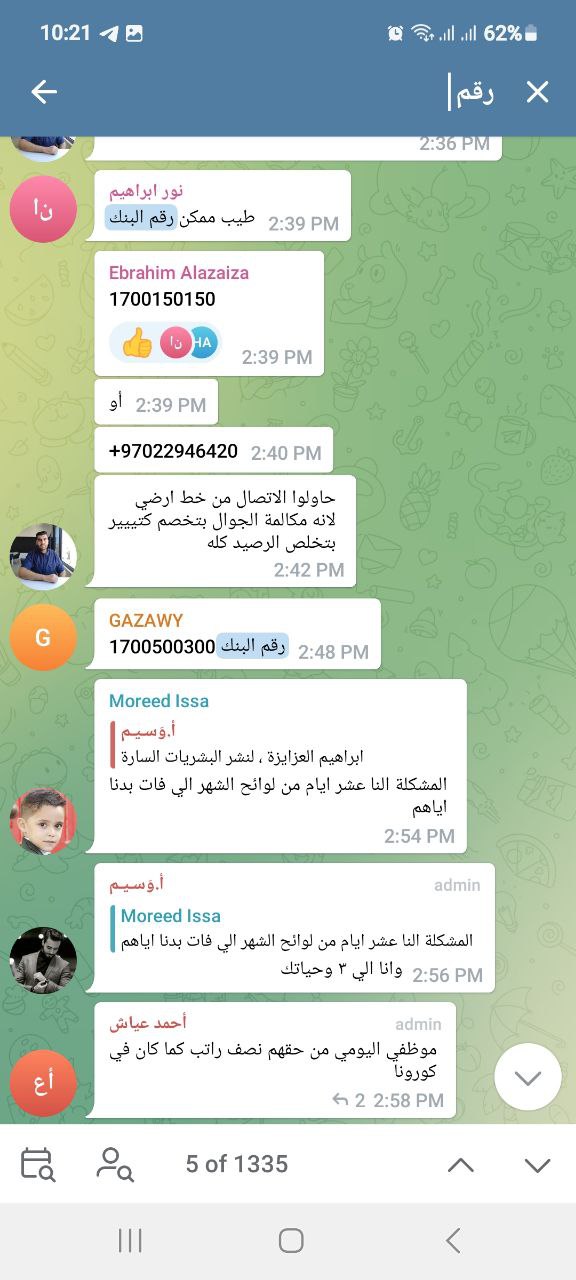 10:21
62%
رقم
2:36 PM
نا
نور ابراهيم
طيب ممكن رقم البنك 2:39 PM
Ebrahim Alazaiza
1700150150
نا HA
2:39 PM
أو 2:39 PM
+97022946420 2:40 PM
حاولوا الاتصال من خط ارضي
لانه مكالمة الجوال بتخصم كتيييير
بتخلص الرصيد كله
2:42 PM
G
GAZAWY
1700500300 رقم البنك 2:48 PM
Moreed Issa
أ.وَسيـم
ابراهيم العزايزة ، لنشر البشريات السارة
المشكلة النا عشر ايام من لوائح الشهر الي فات بدنا
اياهم
2:54 PM
أ.وَسيـم admin
Moreed Issa
المشكلة النا عشر ايام من لوائح الشهر الي فات بدنا اياهم
وانا الي ٣ وحياتك 2:56 PM
أحمد عياش admin
موظفي اليومي من حقهم نصف راتب كما كان في
كورونا
2 2:58 PM
أع
5 of 1335